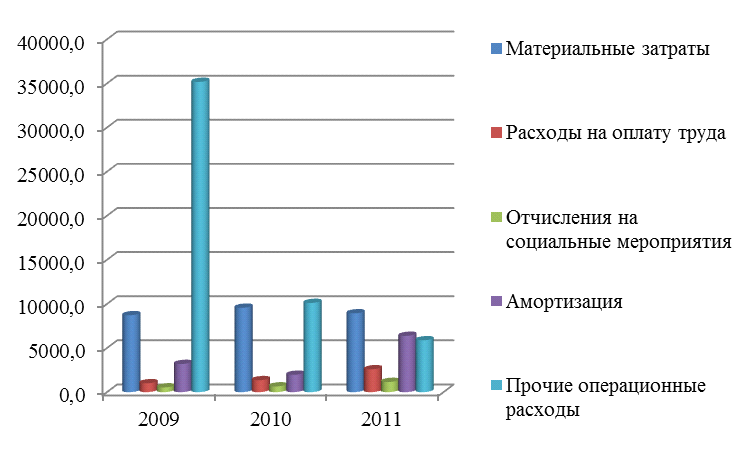 40000,0
35000,0
30000,0
25000,0
20000,0
15000,0
10000,0
5000,0
0,0
2009
2010
2011
Материальные затраты
Расходы на оплату труда
Отчисления на
социальные мероприятия
Амортизация
Прочие операционные
расходы